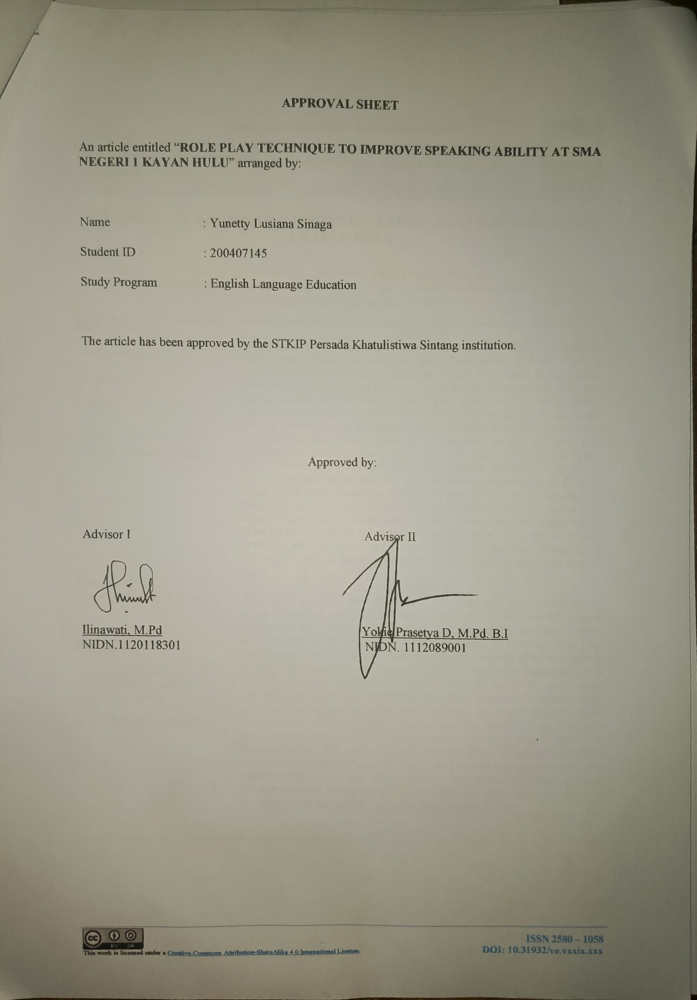 APPROVAL SHEET
An article entitled “ROLE PLAY TECHNIQUE TO IMPROVE SPEAKING ABILITY AT SMA
NEGERI 1 KAYAN HULU” arranged by:
Name : Yunetty Lusiana Sinaga
Student ID : 200407145
Study Program : English Language Education
The article has been approved by the STKIP Persada Khatulistiwa Sintang institution.
Approved by:
Advisor I
Advisor II
Ilinawati, M.Pd
NIDN.1120118301
Yokie Prasetya D, M.Pd. B.I
NIDN. 1112089001
cc
BY SA
This work is licensed under a Creative Commons Attribution-ShareAlike 4.0 International License.
ISSN 2580 – 1058
DOI: 10.31932/ve.vxxix.xxx